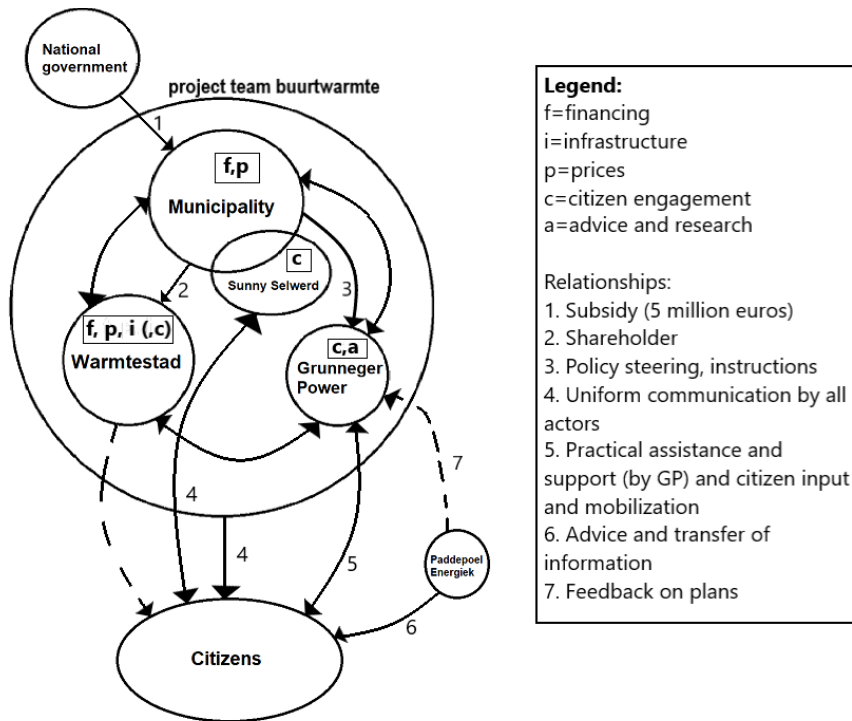 National
government
project team buurtwarmte
1
f,p
Municipality
c
Sunny Selwerd
2
3
f, p, i (,c)
Warmtestad
c,a
Grunneger
Power
4
4
5
7
Paddepoel
Energiek
6
Citizens
Legend:
f=financing
i=infrastructure
p=prices
c=citizen engagement
a=advice and research
Relationships:
1. Subsidy (5 million euros)
2. Shareholder
3. Policy steering, instructions
4. Uniform communication by all
actors
5. Practical assistance and
support (by GP) and citizen input
and mobilization
6. Advice and transfer of
information
7. Feedback on plans